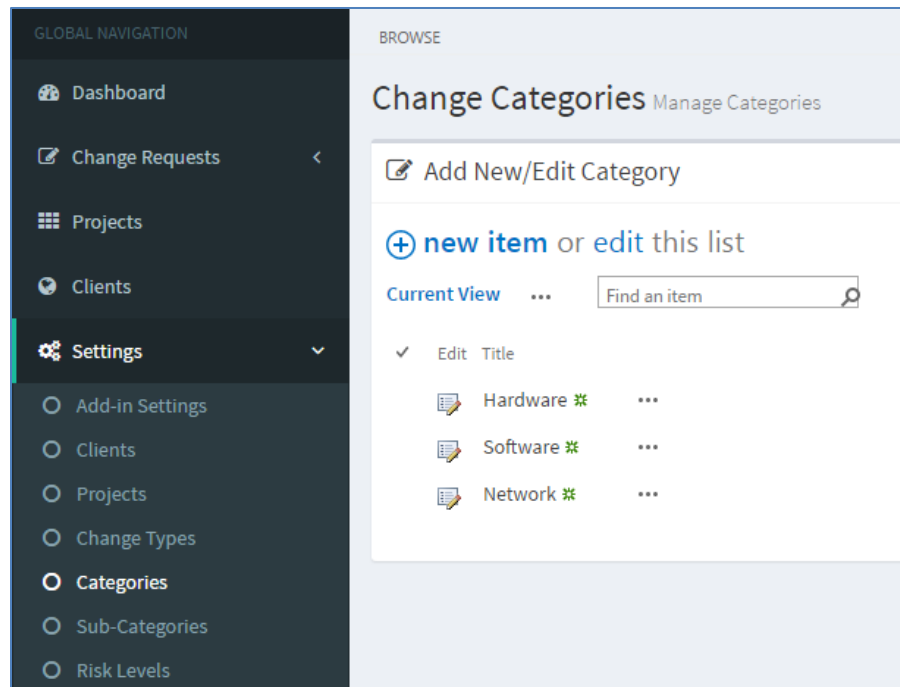 GLOBAL NAVIGATION
Dashboard
Change Requests
Projects
Clients
Settings
Add-in Settings
Clients
Projects
Change Types
Categories
Sub-Categories
Risk Levels
BROWSE
Change Categories Manage Categories
Add New/Edit Category
new item or edit this list
Current View ... Find an item
Edit Title
Hardware ...
Software ...
Network ...